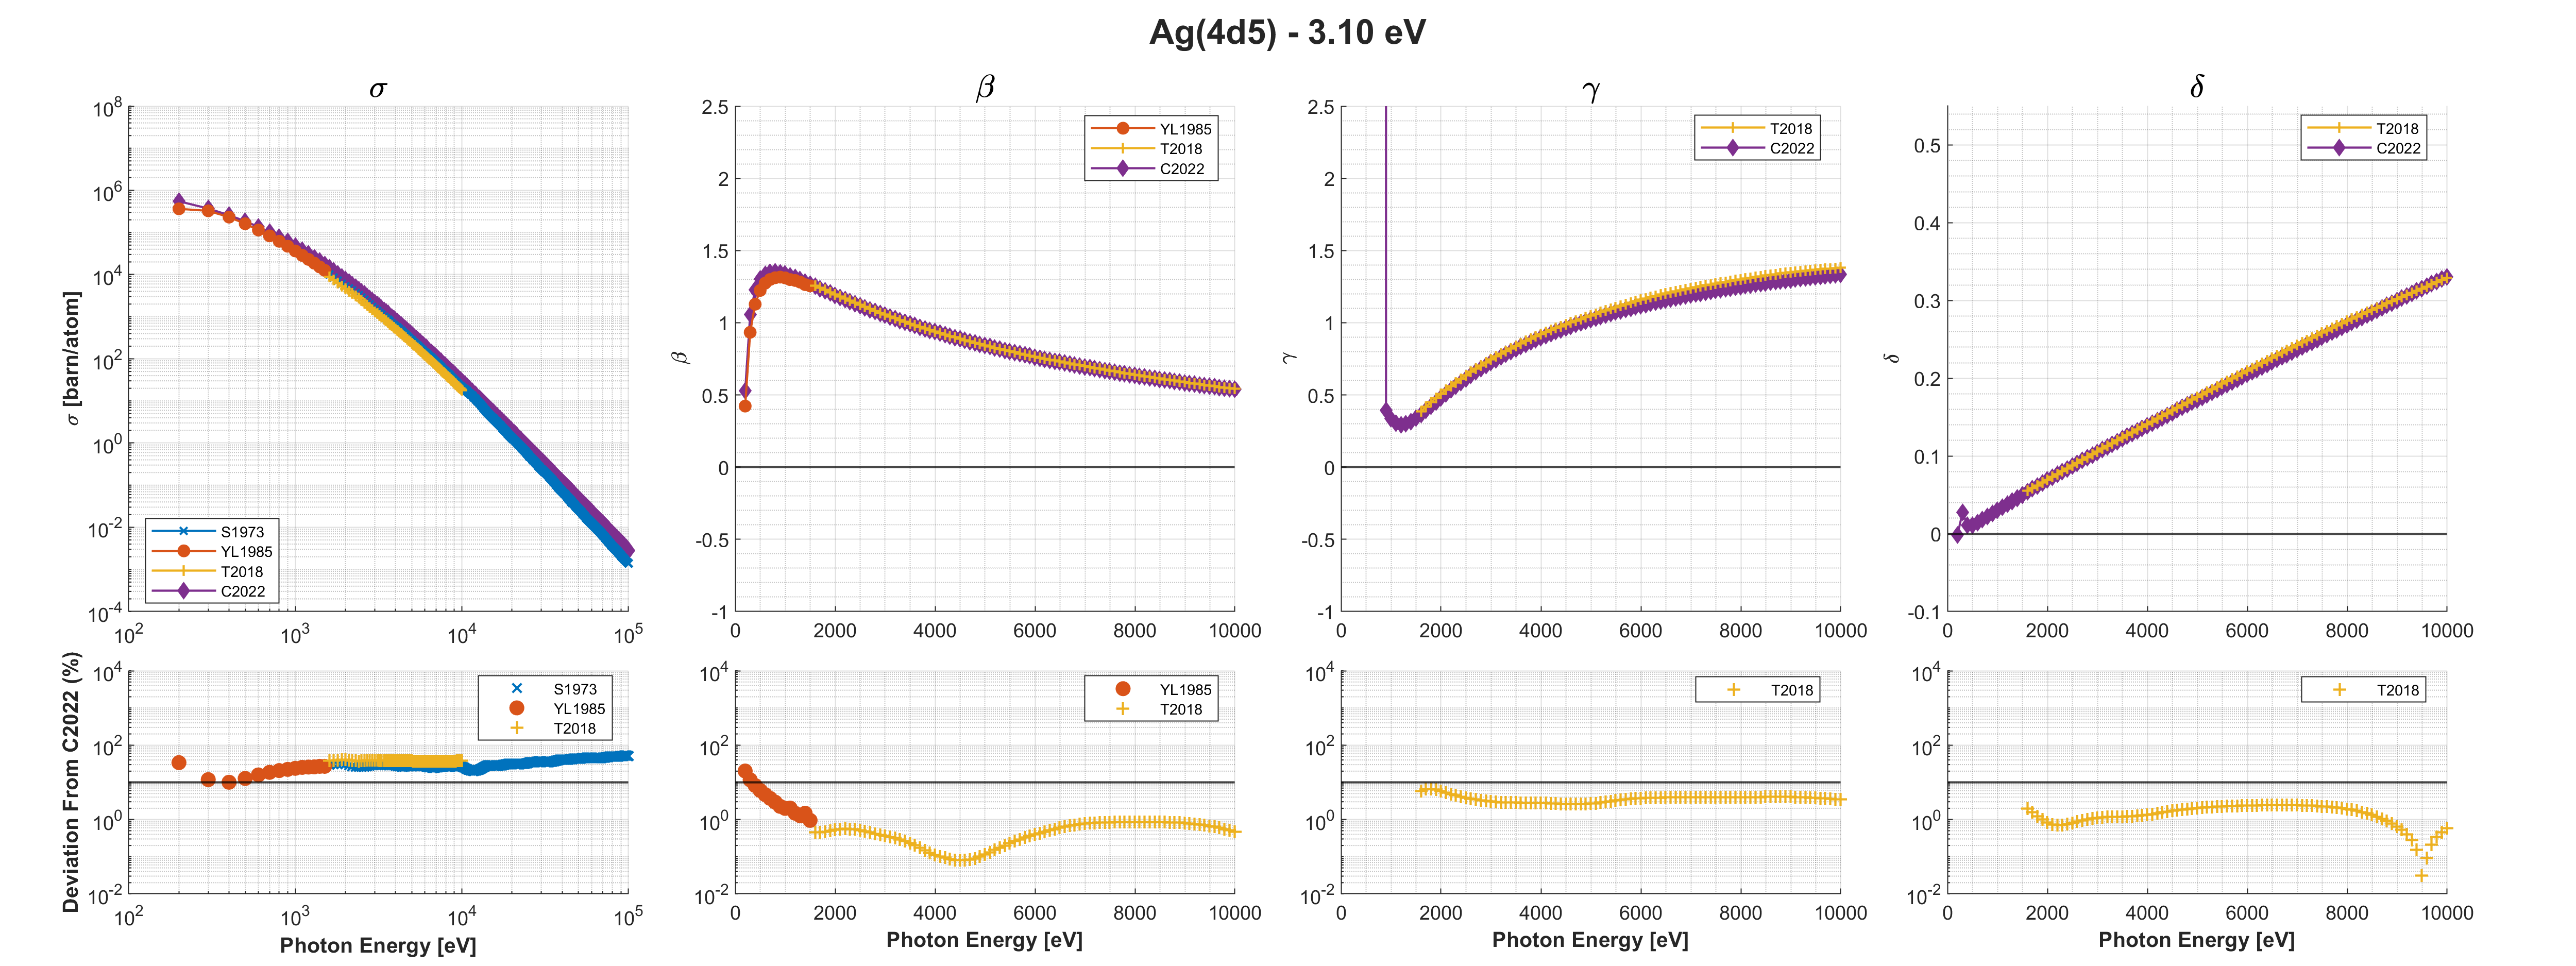 Ag(4d5) - 3.10 eV
σ
10^8
10^6
10^4
10^2
10^0
10^-2
10^-4
10^2
10^3
10^4
10^5
σ [barn/atom]
S1973
YL1985
T2018
C2022
β
2.5
2
1.5
1
0.5
0
-0.5
-1
0
2000
4000
6000
8000
10000
β
YL1985
T2018
C2022
γ
2.5
2
1.5
1
0.5
0
-0.5
-1
0
2000
4000
6000
8000
10000
γ
T2018
C2022
δ
0.5
0.4
0.3
0.2
0.1
0
-0.1
0
2000
4000
6000
8000
10000
δ
T2018
C2022
Deviation From C2022 (%)
10^4
10^2
10^0
10^-2
10^2
10^3
10^4
10^5
S1973
YL1985
T2018
Photon Energy [eV]
10^4
10^2
10^0
10^-2
0
2000
4000
6000
8000
10000
YL1985
T2018
Photon Energy [eV]
10^4
10^2
10^0
10^-2
0
2000
4000
6000
8000
10000
T2018
Photon Energy [eV]
10^4
10^2
10^0
10^-2
0
2000
4000
6000
8000
10000
T2018
Photon Energy [eV]